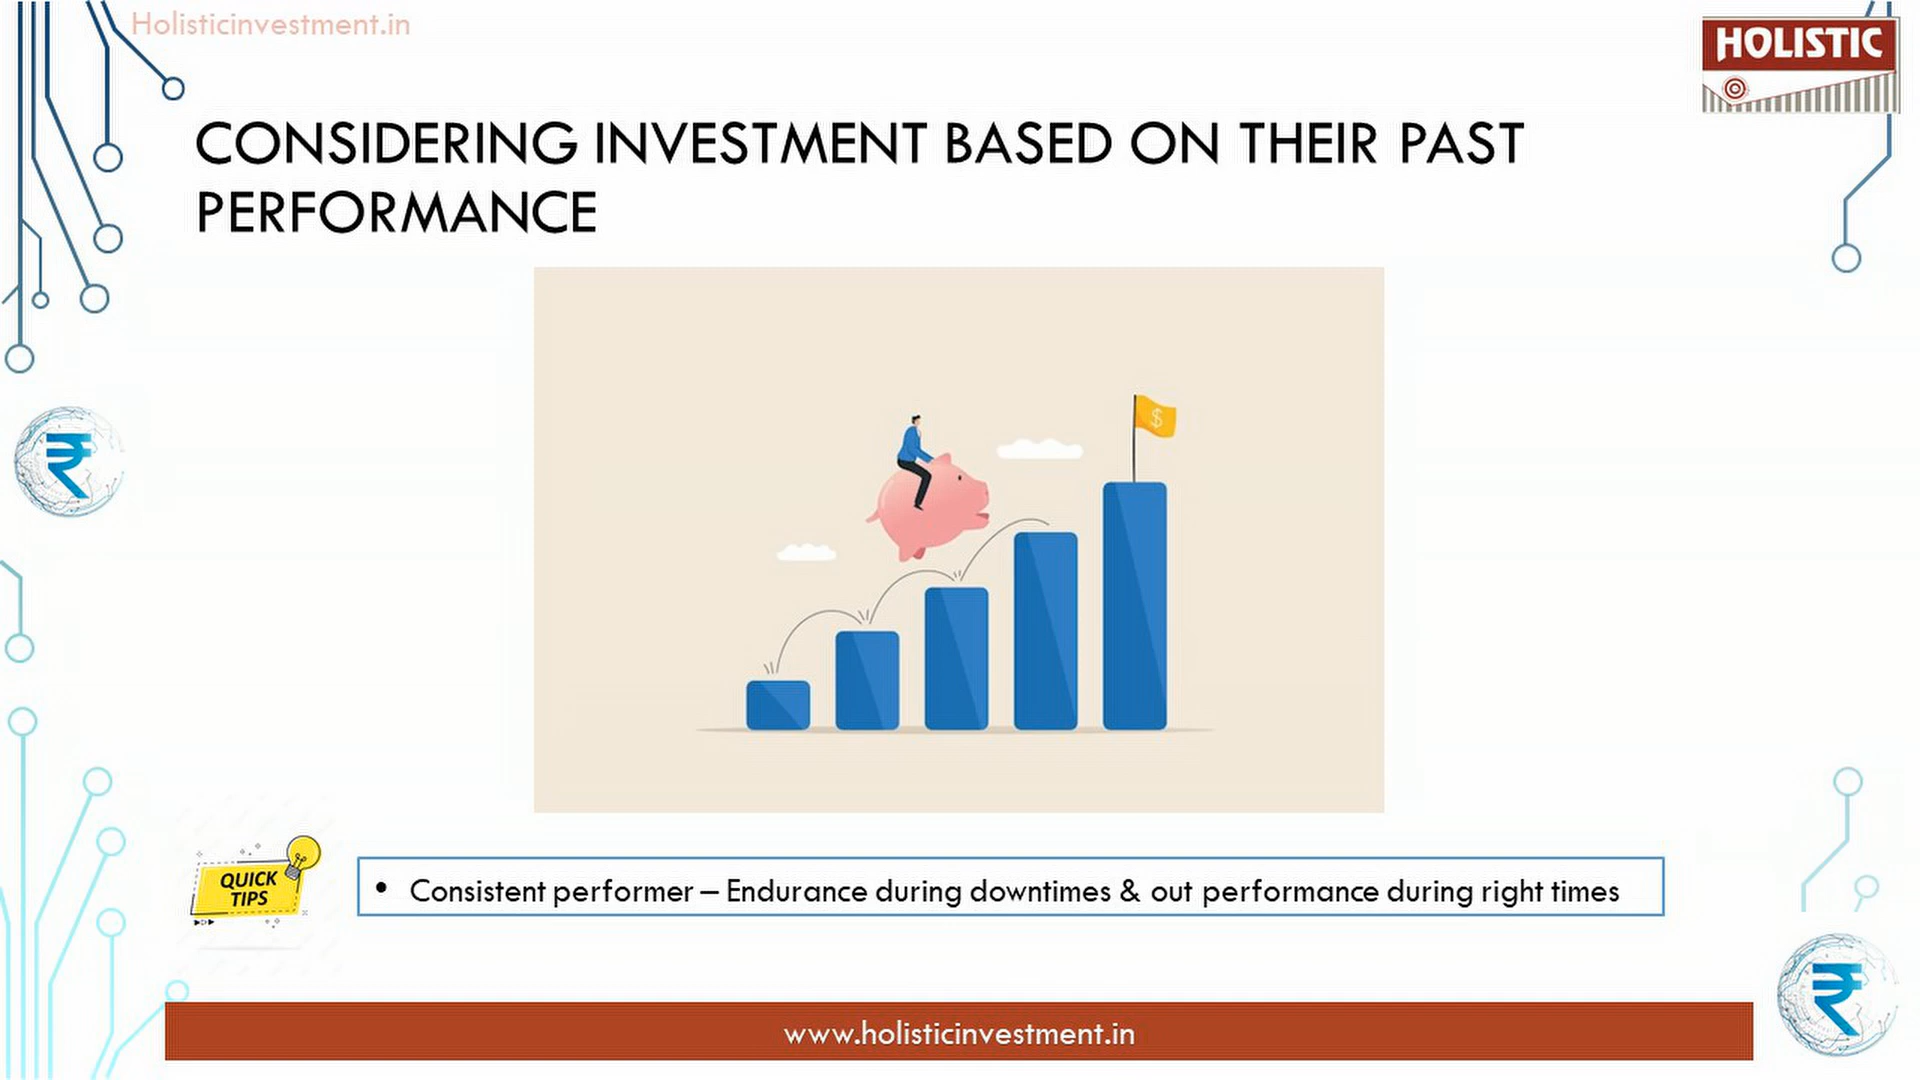 Holisticinvestment.in
HOLISTIC
CONSIDERING INVESTMENT BASED ON THEIR PAST
PERFORMANCE
₹
$
QUICK
TIPS
• Consistent performer – Endurance during downtimes & out performance during right times
₹
www.holisticinvestment.in